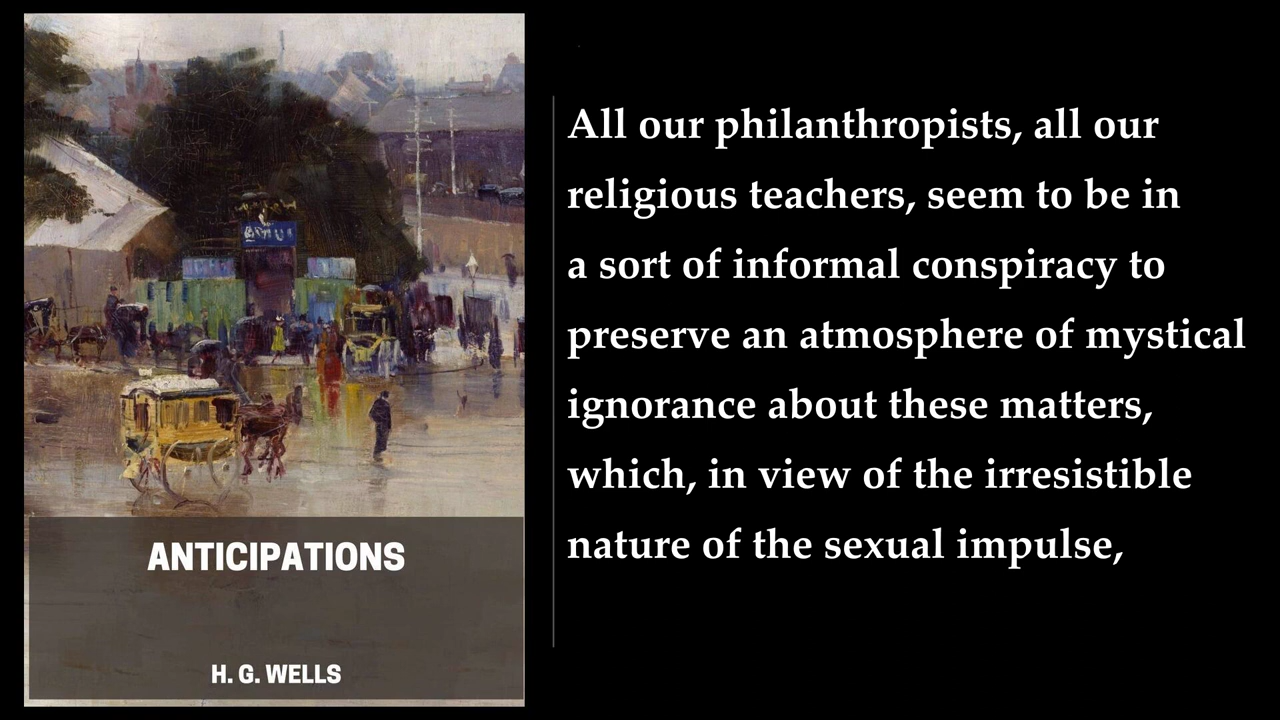 ANTICIPATIONS
H. G. WELLS
All our philanthropists, all our
religious teachers, seem to be in
a sort of informal conspiracy to
preserve an atmosphere of mystical
ignorance about these matters,
which, in view of the irresistible
nature of the sexual impulse,